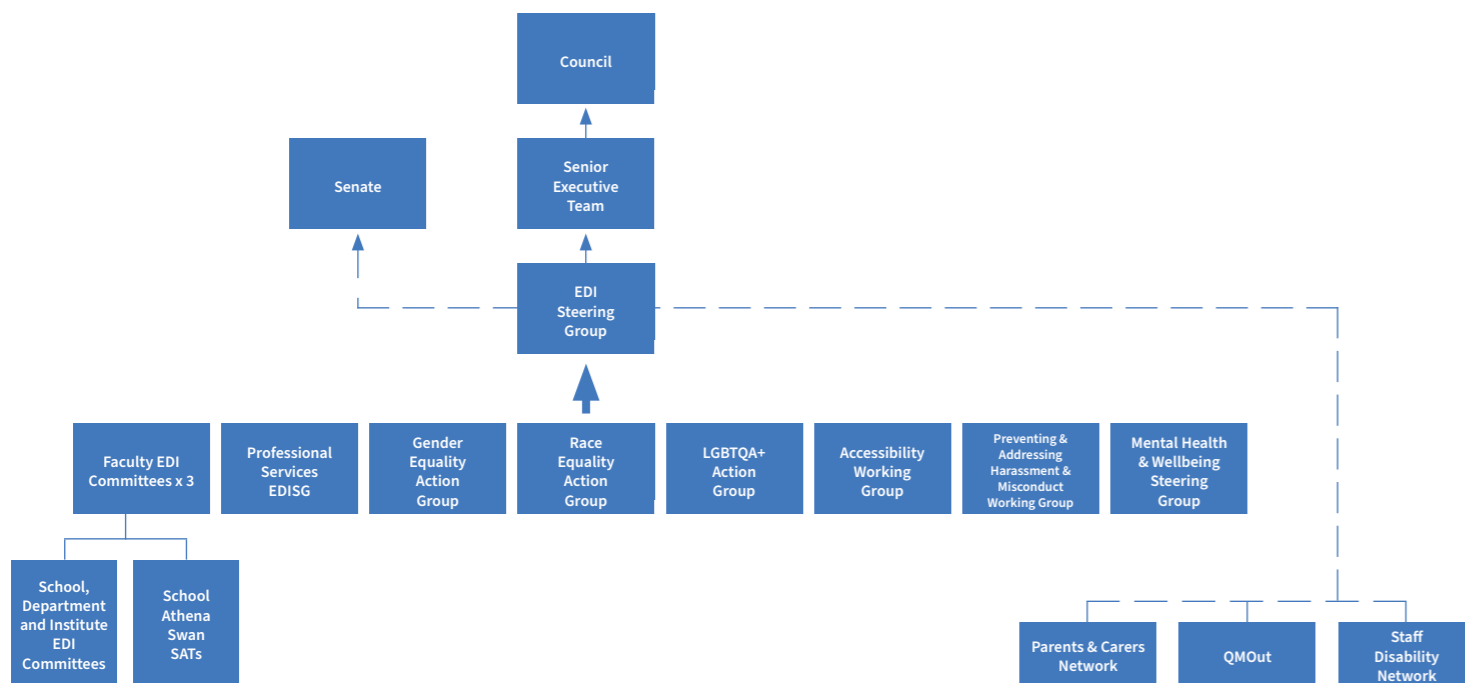 Council
Senate
Senior
Executive
Team
EDI
Steering
Group
Faculty EDI
Committees x 3
Professional
Services
EDISG
Gender
Equality
Action
Group
Race
Equality
Action
Group
LGBTQA+
Action
Group
Accessibility
Working
Group
Preventing &
Addressing
Harassment &
Misconduct
Working Group
Mental Health
& Wellbeing
Steering
Group
School,
Department
and Institute
EDI
Committees
School
Athena
Swan
SATs
Parents & Carers
Network
QMOut
Staff
Disability
Network